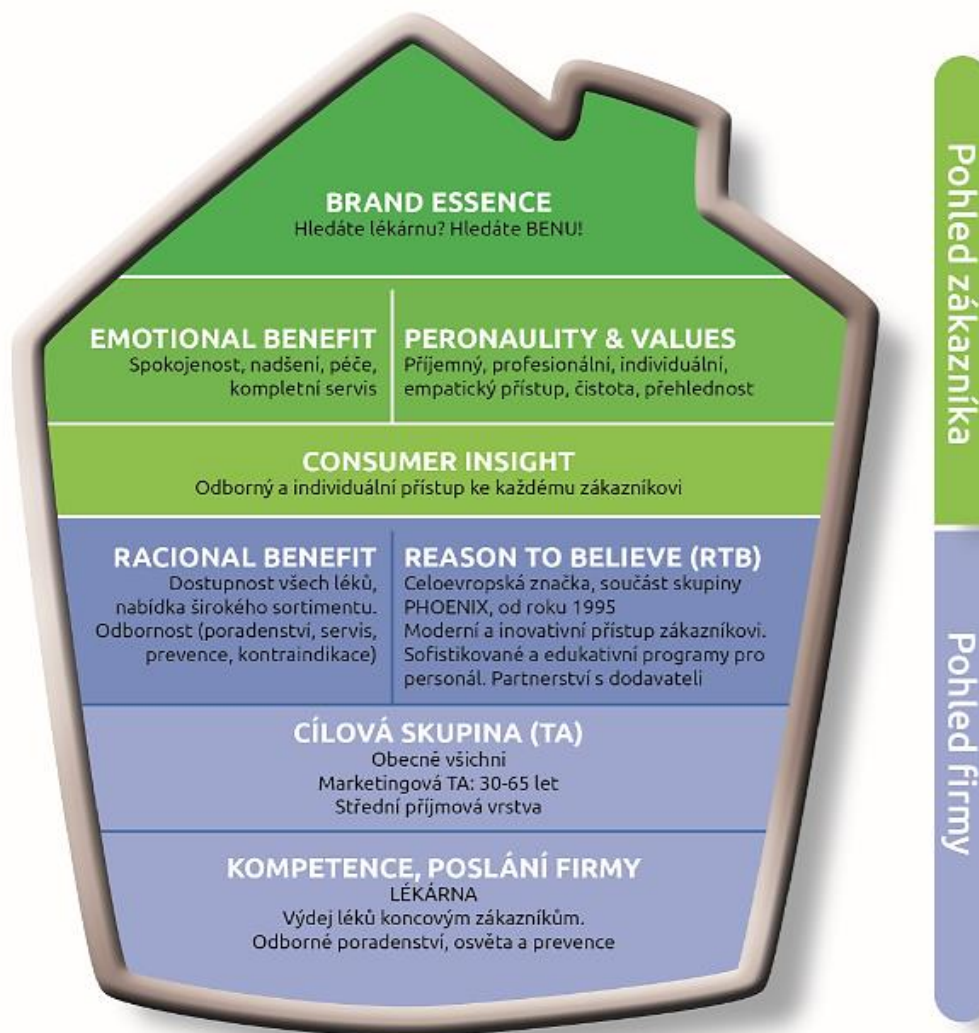 BRAND ESSENCE
Hledáte lékárnu? Hledáte BENU!
EMOTIONAL BENEFIT
Spokojenost, nadšení, péče,
kompletní servis
PERONAULITY & VALUES
Příjemný, profesionální, individuální,
empatický přístup, čistota, přehlednost
CONSUMER INSIGHT
Odborný a individuální přístup ke každému zákazníkovi
RACIONAL BENEFIT
Dostupnost všech léků,
nabídka širokého sortimentu.
Odbornost (poradenství, servis,
prevence, kontraindikace)
REASON TO BELIEVE (RTB)
Celoevropská značka, součást skupiny
PHOENIX, od roku 1995
Moderní a inovativní přístup zákazníkovi.
Sofistikované a edukativní programy pro
personál. Partnerství s dodavateli
CÍLOVÁ SKUPINA (TA)
Obecně všichni
Marketingová TA: 30-65 let
Střední příjmová vrstva
KOMPETENCE, POSLÁNÍ FIRMY
LÉKÁRNA
Výdej léků koncovým zákazníkům.
Odborné poradenství, osvěta a prevence
Pohled zákazníka
Pohled firmy